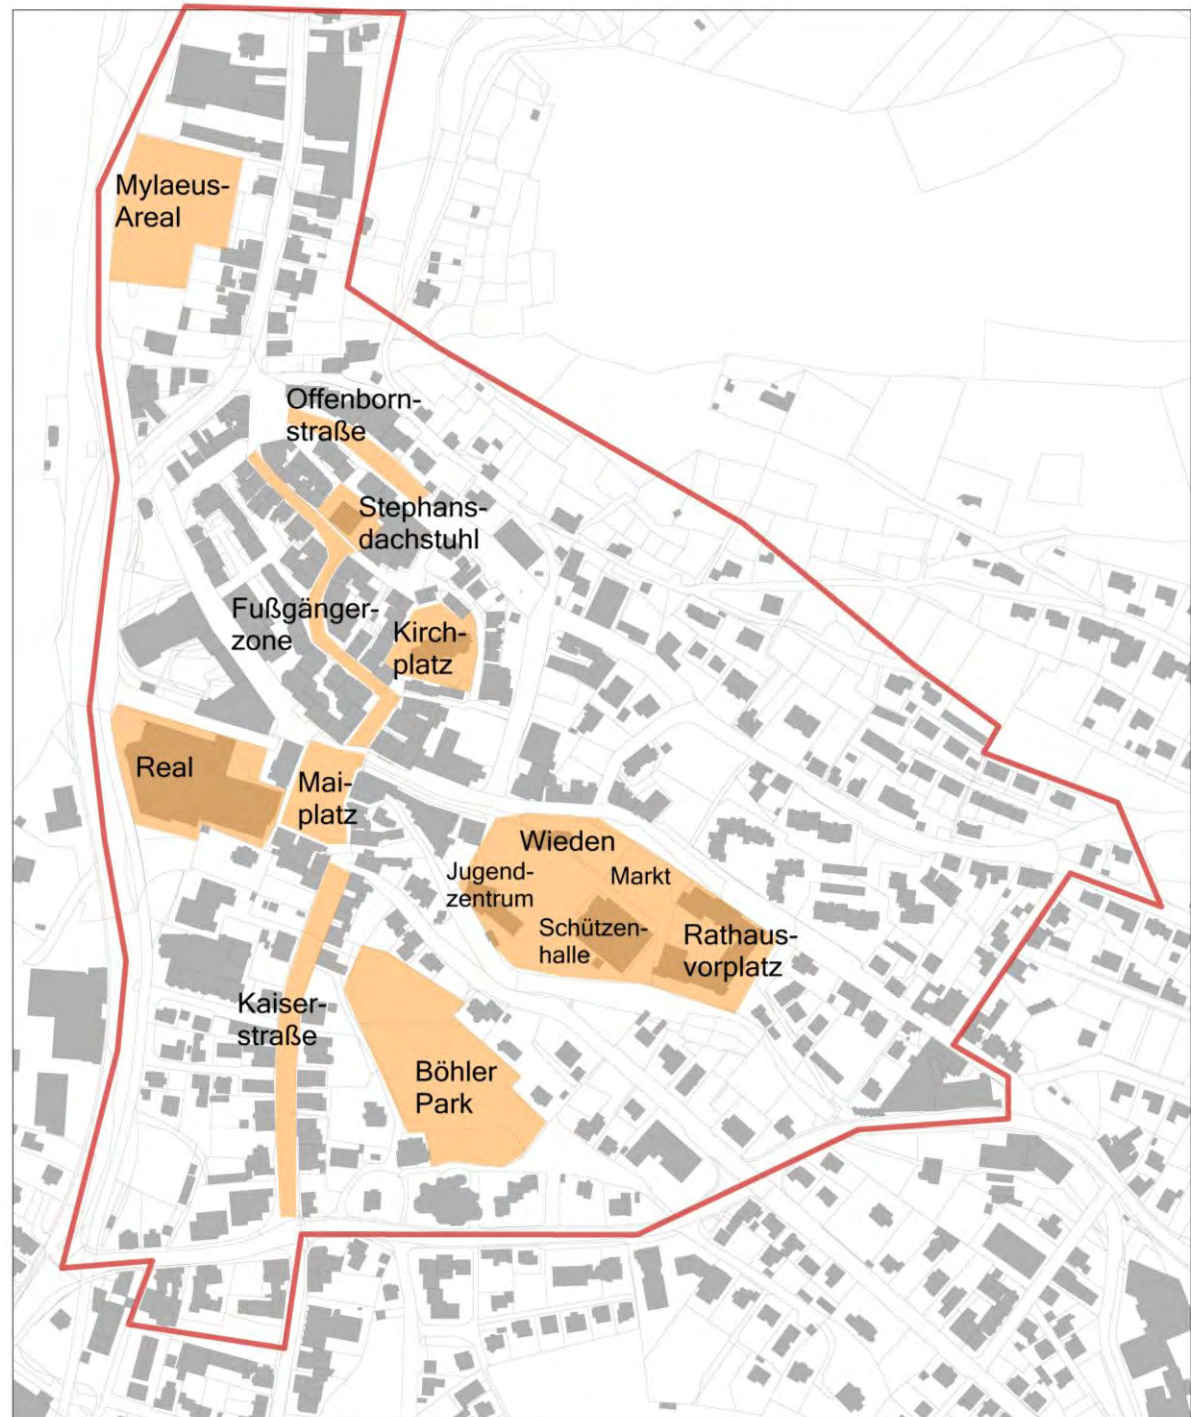 Mylaeus-
Areal
Offenborn-
straße
Stephans-
dachstuhl
Fußgänger-
zone
Kirch-
platz
Real
Mai-
platz
Wieden
Jugend-
zentrum
Markt
Schützen-
halle
Rathaus-
vorplatz
Kaiser-
straße
Böhler
Park